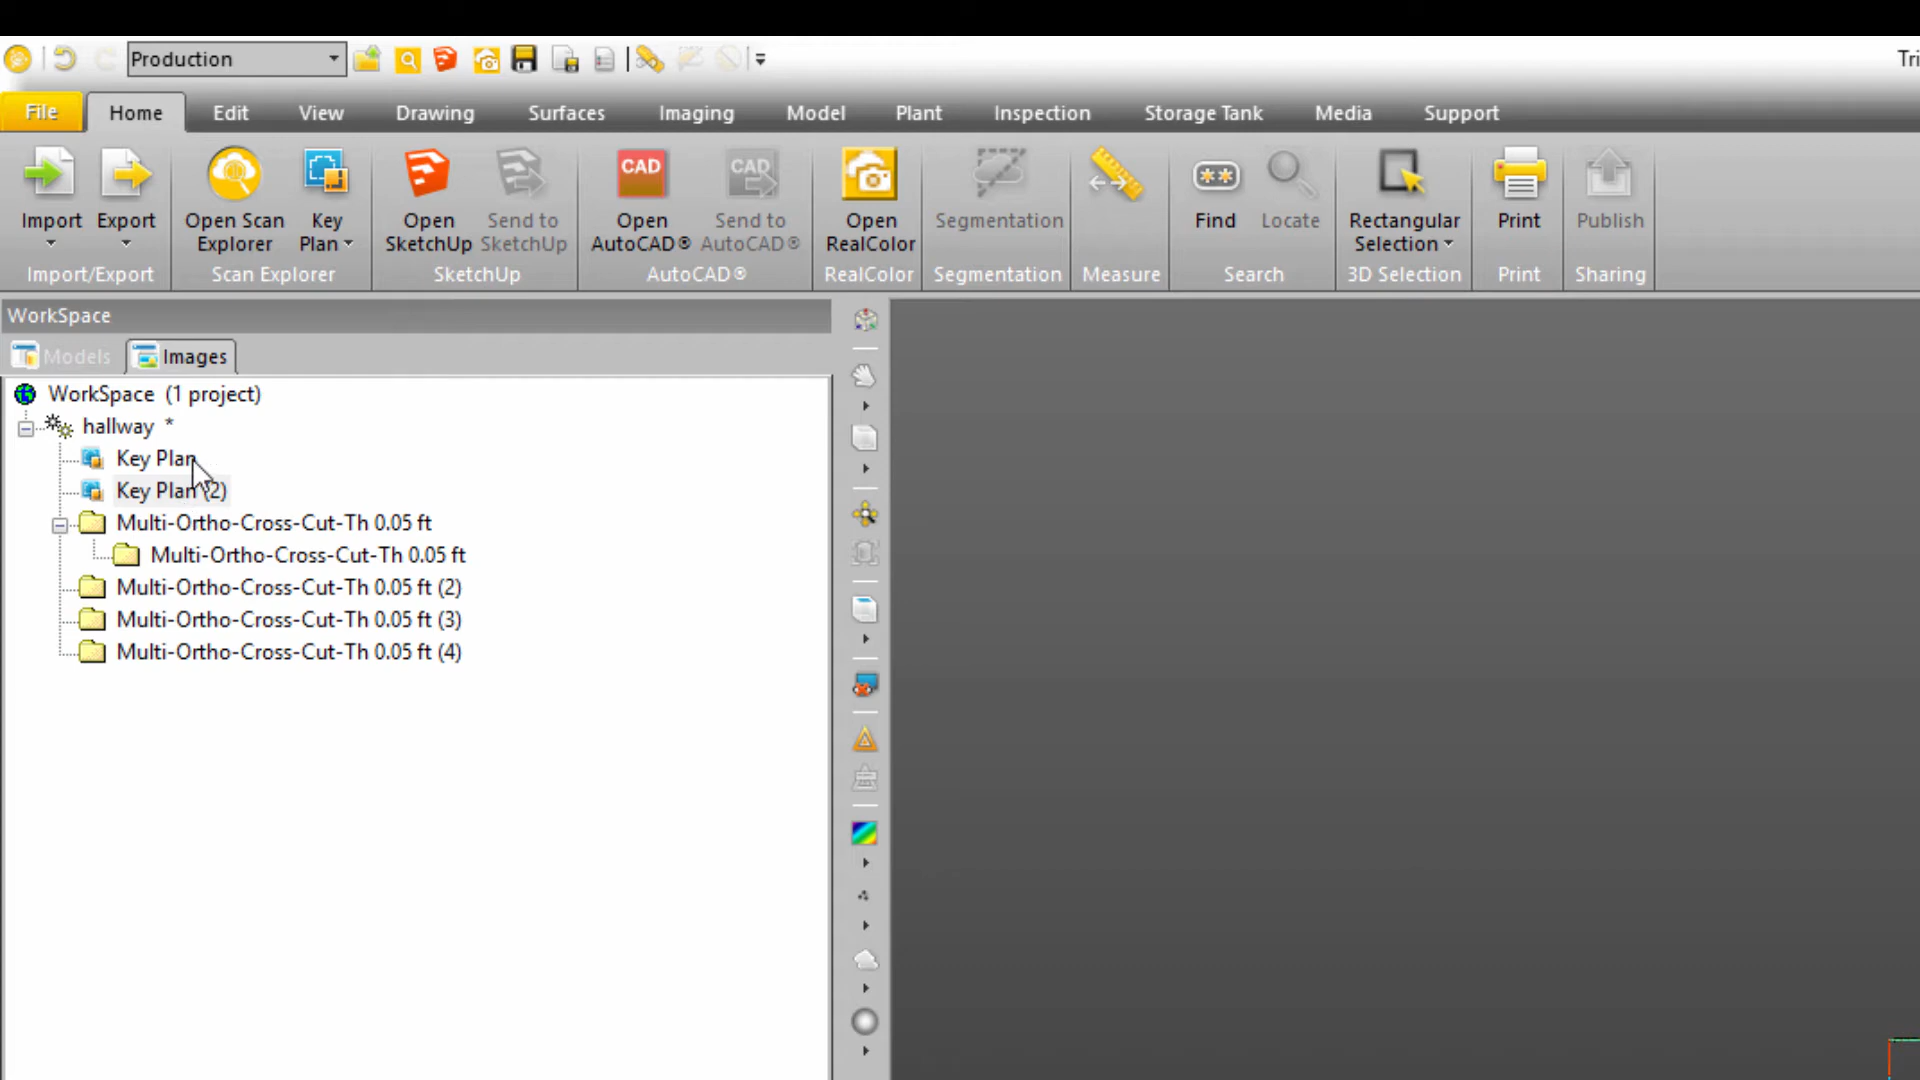 Production
Tri
File Home Edit View Drawing Surfaces Imaging Model Plant Inspection Storage Tank Media Support
CAD CAD
Import Export Open Scan Explorer Key Plan Open SketchUp Send to SketchUp Open AutoCAD® Send to AutoCAD® Open RealColor Segmentation Find Locate Rectangular Selection Print Publish
Import/Export Scan Explorer SketchUp AutoCAD® RealColor Segmentation Measure Search 3D Selection Print Sharing
WorkSpace
Models Images
WorkSpace (1 project)
hallway *
Key Plan
Key Plan (2)
Multi-Ortho-Cross-Cut-Th 0.05 ft
Multi-Ortho-Cross-Cut-Th 0.05 ft
Multi-Ortho-Cross-Cut-Th 0.05 ft (2)
Multi-Ortho-Cross-Cut-Th 0.05 ft (3)
Multi-Ortho-Cross-Cut-Th 0.05 ft (4)